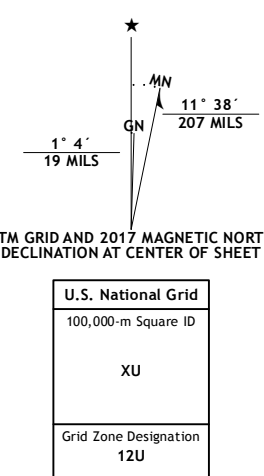 ★
MN
GN
11° 38´
207 MILS
1° 4´
19 MILS
TM GRID AND 2017 MAGNETIC NORT
DECLINATION AT CENTER OF SHEET
U.S. National Grid
100,000-m Square ID
XU
Grid Zone Designation
12U